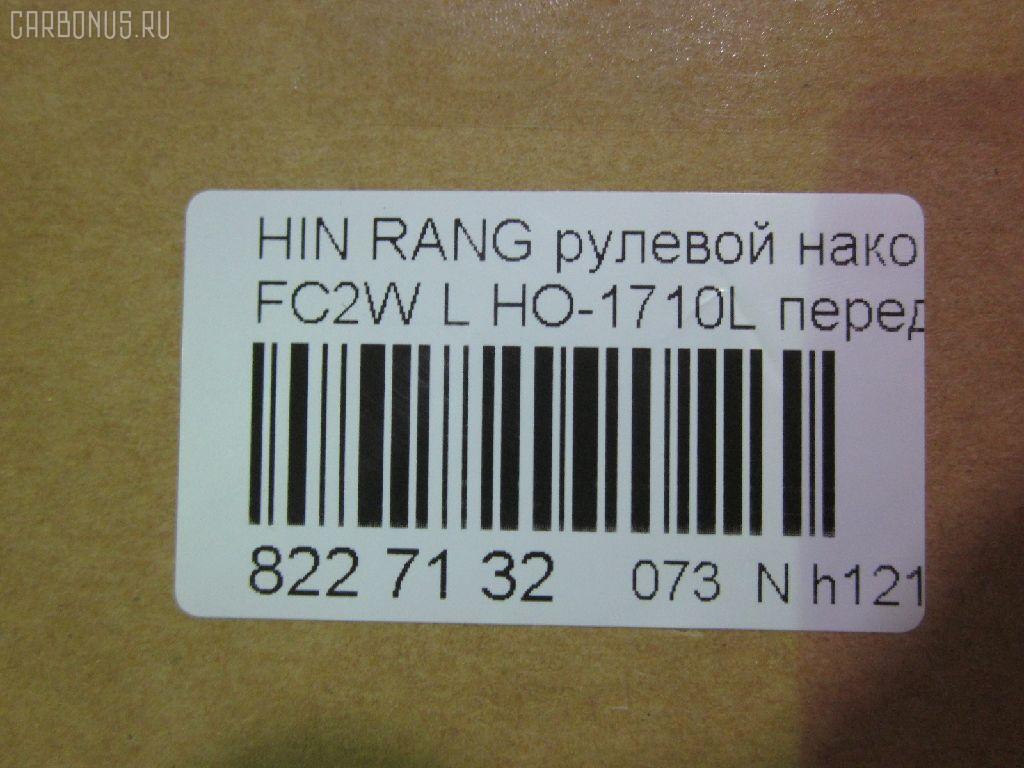 CARBONUS.RU
HIN RANG рулевой нако
FC2W L HO-1710L перед
822 71 32 073 N h121